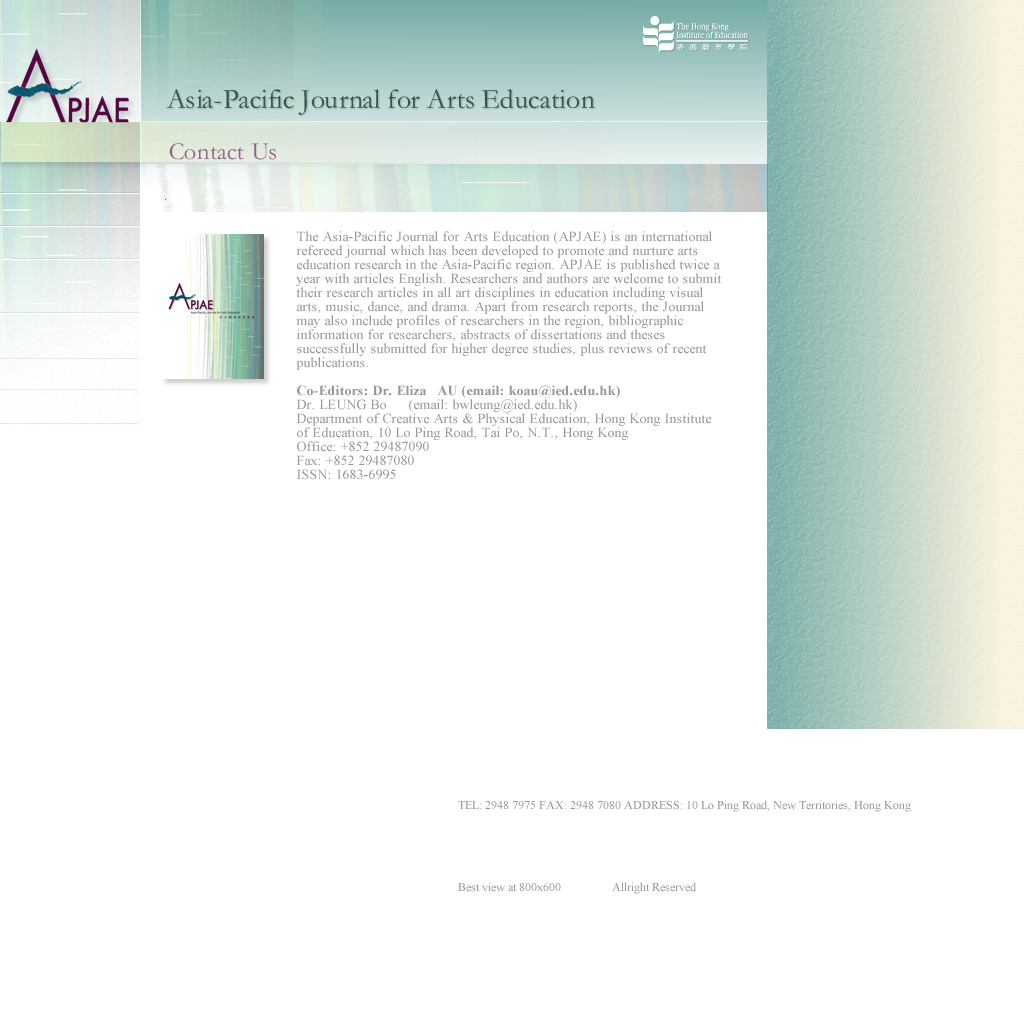 The Hong Kong
Institute of Education
香港教育學院
APJAE
Asia-Pacific Journal for Arts Education
Contact Us
The Asia-Pacific Journal for Arts Education (APJAE) is an international
refereed journal which has been developed to promote and nurture arts
education research in the Asia-Pacific region. APJAE is published twice a
year with articles English. Researchers and authors are welcome to submit
their research articles in all art disciplines in education including visual
arts, music, dance, and drama. Apart from research reports, the Journal
may also include profiles of researchers in the region, bibliographic
information for researchers, abstracts of dissertations and theses
successfully submitted for higher degree studies, plus reviews of recent
publications.
APJAE
Co-Editors: Dr. Eliza AU (email: koau@ied.edu.hk)
Dr. LEUNG Bo (email: bwleung@ied.edu.hk)
Department of Creative Arts & Physical Education, Hong Kong Institute
of Education, 10 Lo Ping Road, Tai Po, N.T., Hong Kong
Office: +852 29487090
Fax: +852 29487080
ISSN: 1683-6995
TEL: 2948 7975 FAX: 2948 7080 ADDRESS: 10 Lo Ping Road, New Territories, Hong Kong
Best view at 800x600 Allright Reserved